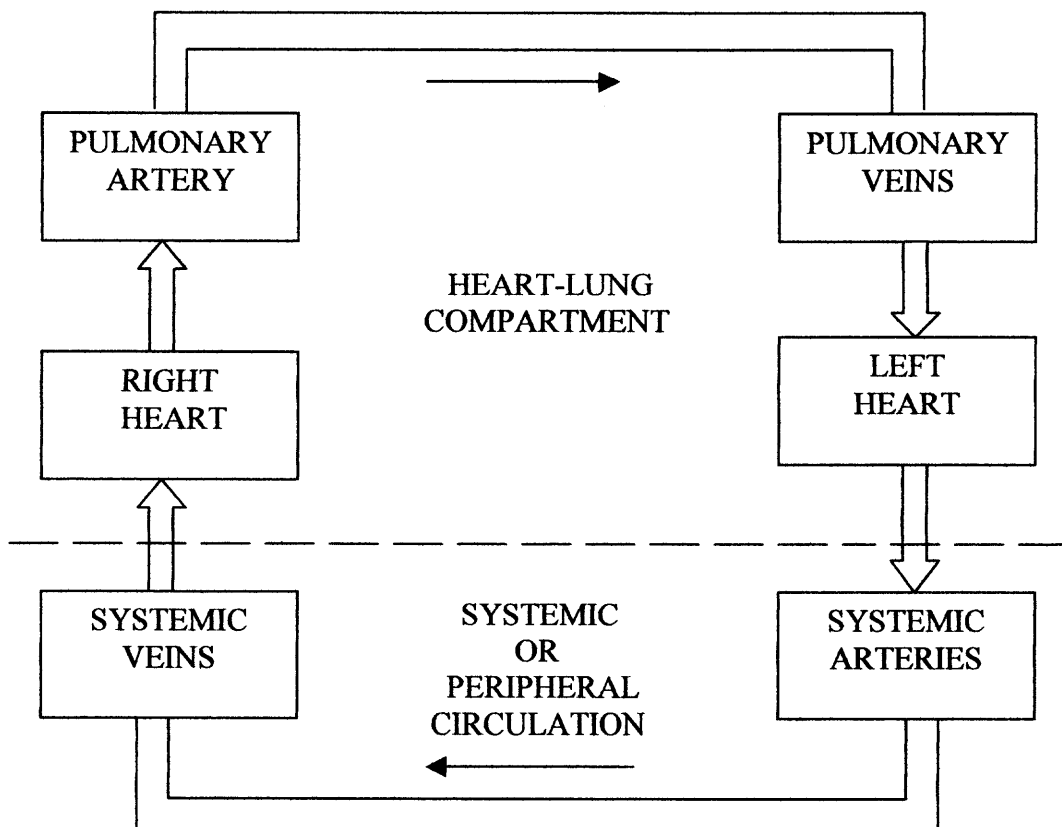 PULMONARY
ARTERY
PULMONARY
VEINS
HEART-LUNG
COMPARTMENT
RIGHT
HEART
LEFT
HEART
SYSTEMIC
VEINS
SYSTEMIC
OR
PERIPHERAL
CIRCULATION
SYSTEMIC
ARTERIES